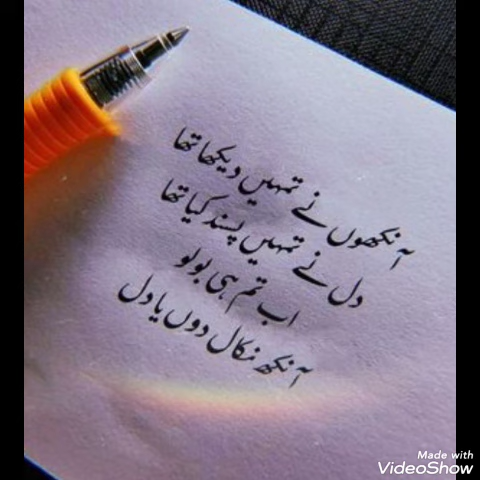 آنکھوں نے تمہیں دیکھا تھا
دل نے تمہیں پسند کیا تھا
اب تم ہی بولو
آنکھ نکال دوں یا دل
Made with
VideoShow